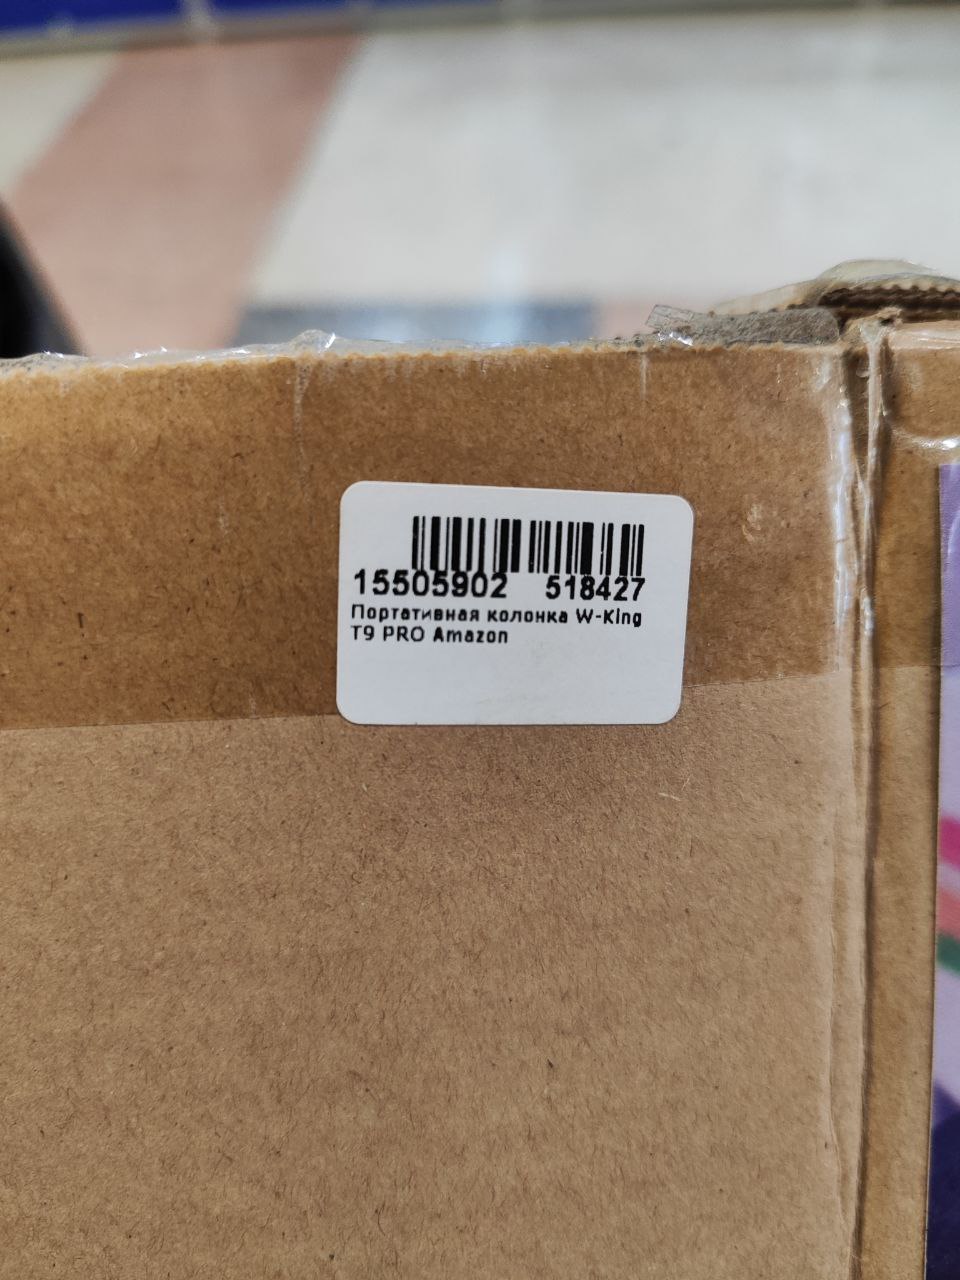 15505902 518427
Портативная колонка W-King
T9 PRO Amazon